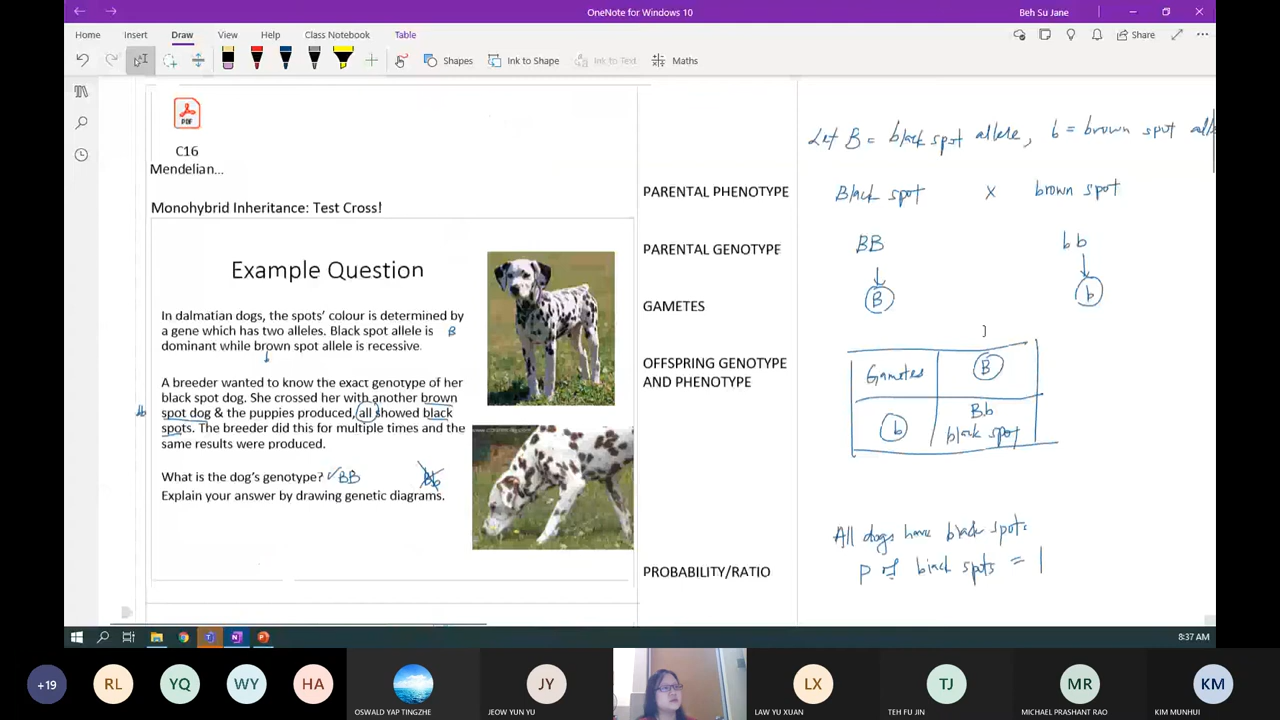 OneNote for Windows 10
Beh Su Jane
Home Insert Draw View Help Class Notebook Table
Share
Shapes Ink to Shape Ink to Text Maths
PDF
C16
Mendelian...
Monohybrid Inheritance: Test Cross!
Example Question
In dalmatian dogs, the spots' colour is determined by
a gene which has two alleles. Black spot allele is B
dominant while brown spot allele is recessive.
A breeder wanted to know the exact genotype of her
black spot dog. She crossed her with another brown
spot dog & the puppies produced, all showed black
spots. The breeder did this for multiple times and the
same results were produced.
What is the dog's genotype? ✓BB Bb
Explain your answer by drawing genetic diagrams.
PARENTAL PHENOTYPE
PARENTAL GENOTYPE
GAMETES
OFFSPRING GENOTYPE
AND PHENOTYPE
PROBABILITY/RATIO
Let B = black spot allele, b = brown spot all
Black spot x brown spot
BB bb
B b
Gametes B
b Bb
black spot
All dogs have black spots
P of black spots = 1
8:37 AM
+19 RL YQ WY HA JY LX TJ MR KM
OSWALD YAP TINGZHE JEOW YUN YU LAW YU XUAN TEH FU JIN MICHAEL PRASHANT RAO KIM MUNHUI